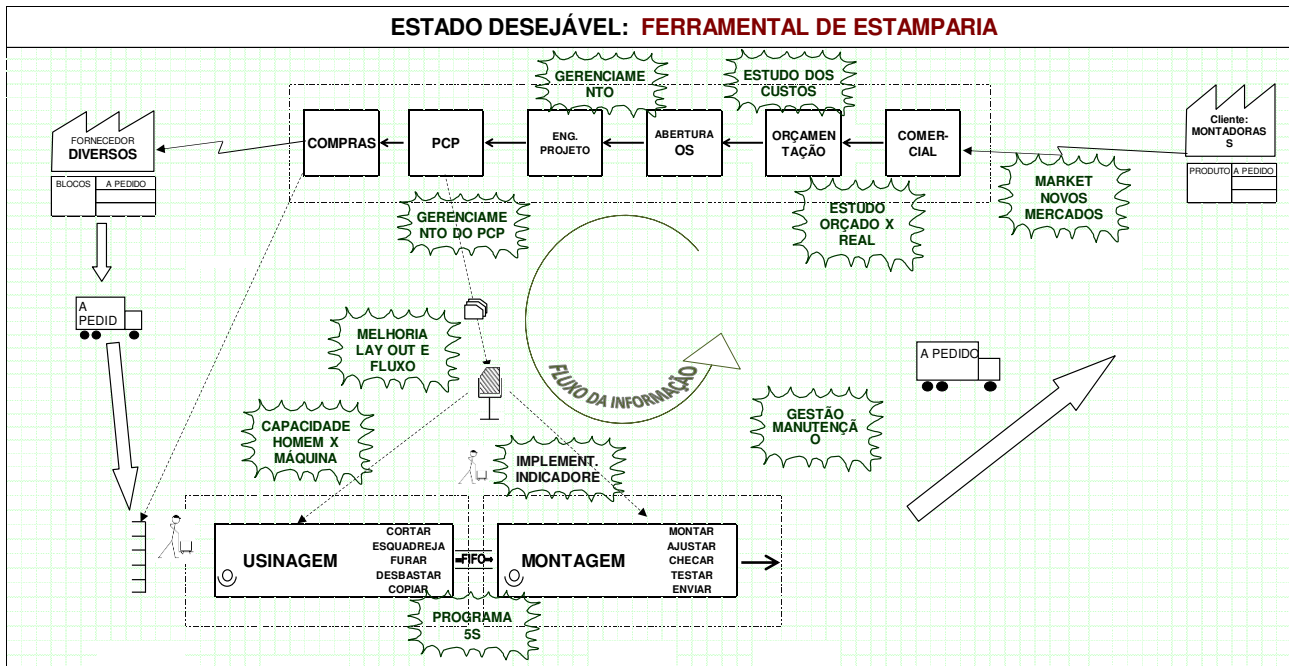 ESTADO DESEJÁVEL: FERRAMENTAL DE ESTAMPARIA
GERENCIAME
NTO
ESTUDO DOS
CUSTOS
FORNECEDOR
DIVERSOS
BLOCOS
A PEDIDO
COMPRAS
PCP
ENG.
PROJETO
ABERTURA
OS
ORÇAMEN
TAÇÃO
COMER-
CIAL
Cliente:
MONTADORAS
S
PRODUTO
A PEDIDO
MARKET
NOVOS
MERCADOS
GERENCIAME
NTO DO PCP
ESTUDO
ORÇADO X
REAL
A
PEDID
MELHORIA
LAY OUT E
FLUXO
FLUXO DA INFORMAÇÃO
A PEDIDO
CAPACIDADE
HOMEM X
MÁQUINA
GESTÃO
MANUTENÇÃ
O
IMPLEMENT.
INDICADORE
USINAGEM
CORTAR
ESQUADREJA
FURAR
DESBASTAR
COPIAR
FIFO
MONTAGEM
MONTAR
AJUSTAR
CHECAR
TESTAR
ENVIAR
PROGRAMA
5S